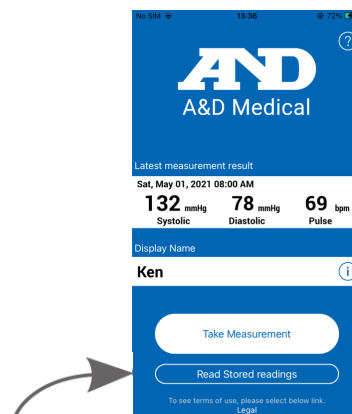 No SIM 13:36 72%
?
AND
A&D Medical
Latest measurement result
Sat, May 01, 2021 08:00 AM
132 mmHg 78 mmHg 69 bpm
Systolic Diastolic Pulse
Display Name
Ken i
Take Measurement
Read Stored readings
To see terms of use, please select below link.
Legal